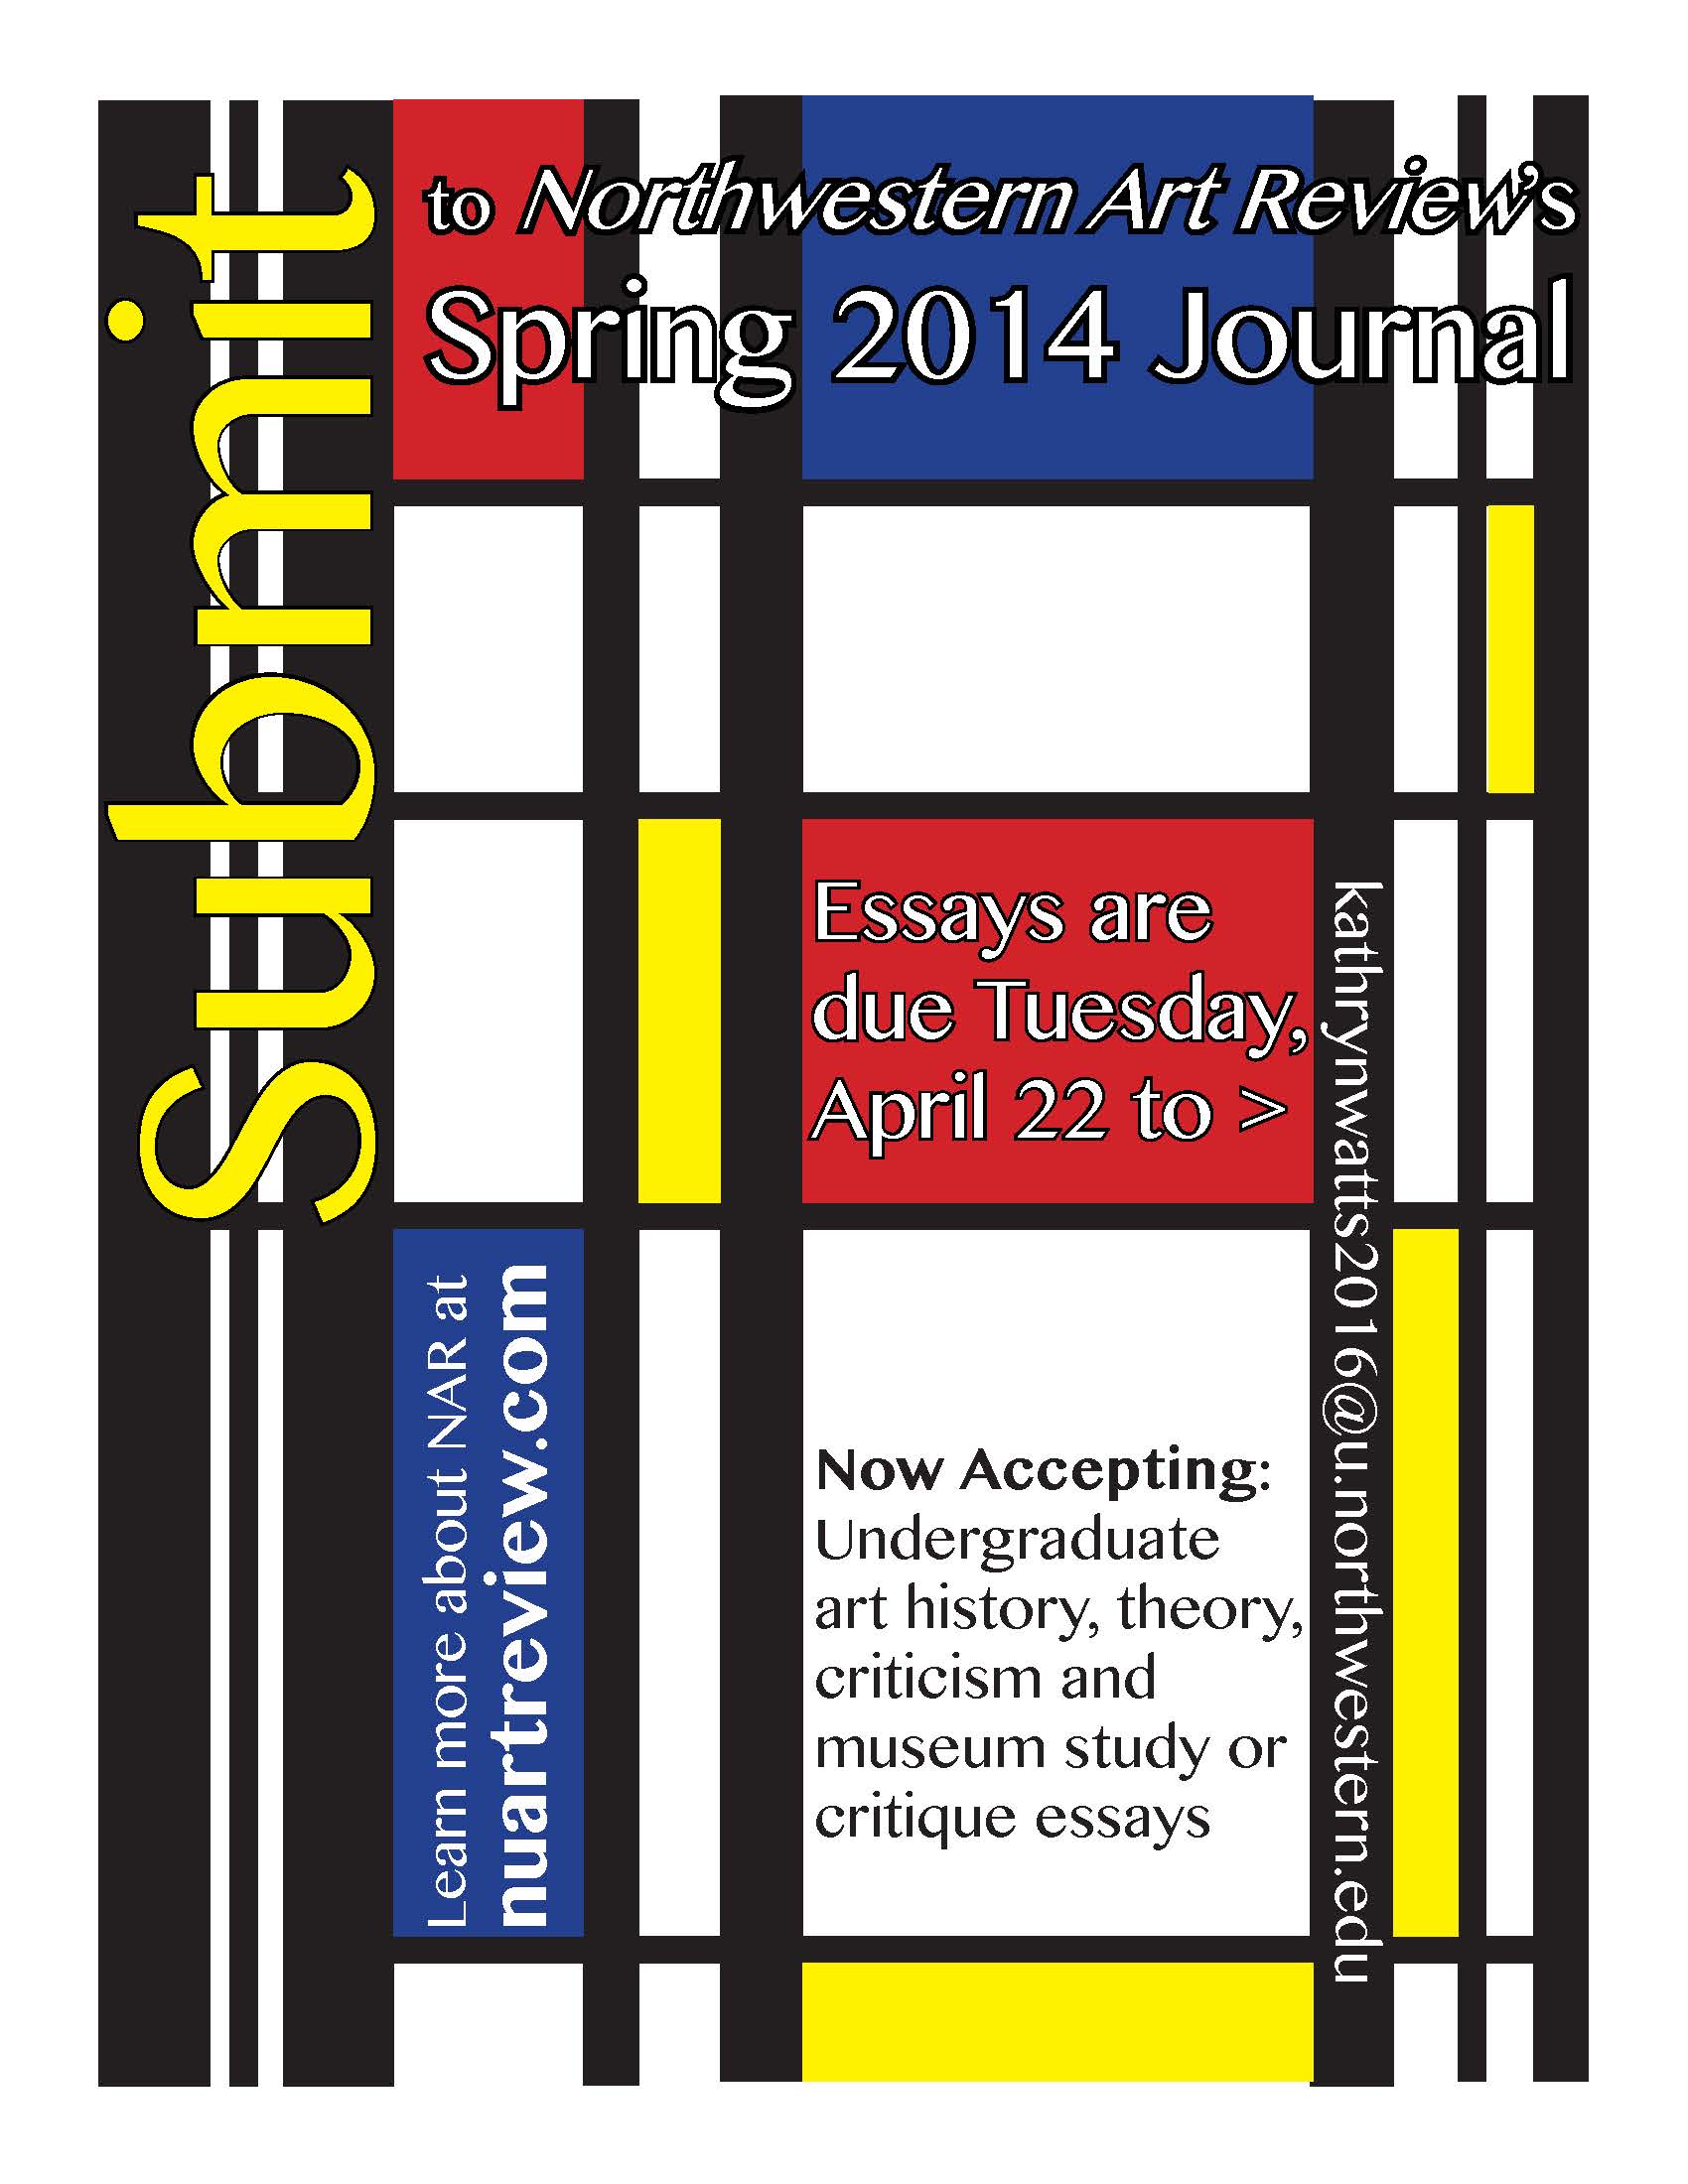 Submit
to Northwestern Art Review's
Spring 2014 Journal
Essays are
due Tuesday,
April 22 to >
kathrynwatts2016@u.northwestern.edu
Learn more about NAR at
nuartreview.com
Now Accepting:
Undergraduate
art history, theory,
criticism and
museum study or
critique essays